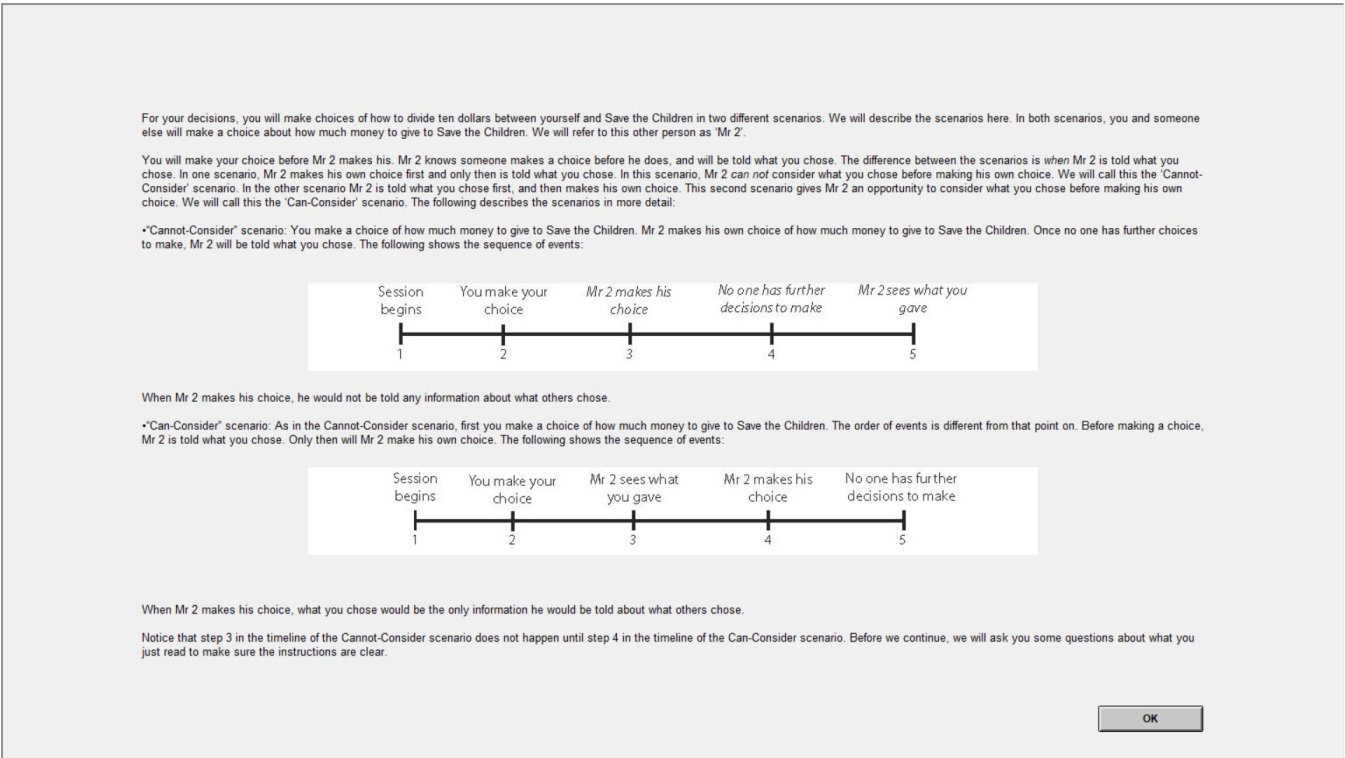 For your decisions, you will make choices of how to divide ten dollars between yourself and Save the Children in two different scenarios. We will describe the scenarios here. In both scenarios, you and someone
else will make a choice about how much money to give to Save the Children. We will refer to this other person as 'Mr 2'.
You will make your choice before Mr 2 makes his. Mr 2 knows someone makes a choice before he does, and will be told what you chose. The difference between the scenarios is when Mr 2 is told what you
chose. In one scenario, Mr 2 makes his own choice first and only then is told what you chose. In this scenario, Mr 2 can not consider what you chose before making his own choice. We will call this the 'Cannot-
Consider' scenario. In the other scenario Mr 2 is told what you chose first, and then makes his own choice. This second scenario gives Mr 2 an opportunity to consider what you chose before making his own
choice. We will call this the 'Can-Consider' scenario. The following describes the scenarios in more detail:
•"Cannot-Consider" scenario: You make a choice of how much money to give to Save the Children. Mr 2 makes his own choice of how much money to give to Save the Children. Once no one has further choices
to make, Mr 2 will be told what you chose. The following shows the sequence of events:
Session You make your Mr 2 makes his No one has further Mr 2 sees what you
begins choice choice decisions to make gave
1 2 3 4 5
When Mr 2 makes his choice, he would not be told any information about what others chose.
•"Can-Consider" scenario: As in the Cannot-Consider scenario, first you make a choice of how much money to give to Save the Children. The order of events is different from that point on. Before making a choice,
Mr 2 is told what you chose. Only then will Mr 2 make his own choice. The following shows the sequence of events:
Session You make your Mr 2 sees what Mr 2 makes his No one has further
begins choice you gave choice decisions to make
1 2 3 4 5
When Mr 2 makes his choice, what you chose would be the only information he would be told about what others chose.
Notice that step 3 in the timeline of the Cannot-Consider scenario does not happen until step 4 in the timeline of the Can-Consider scenario. Before we continue, we will ask you some questions about what you
just read to make sure the instructions are clear.
OK